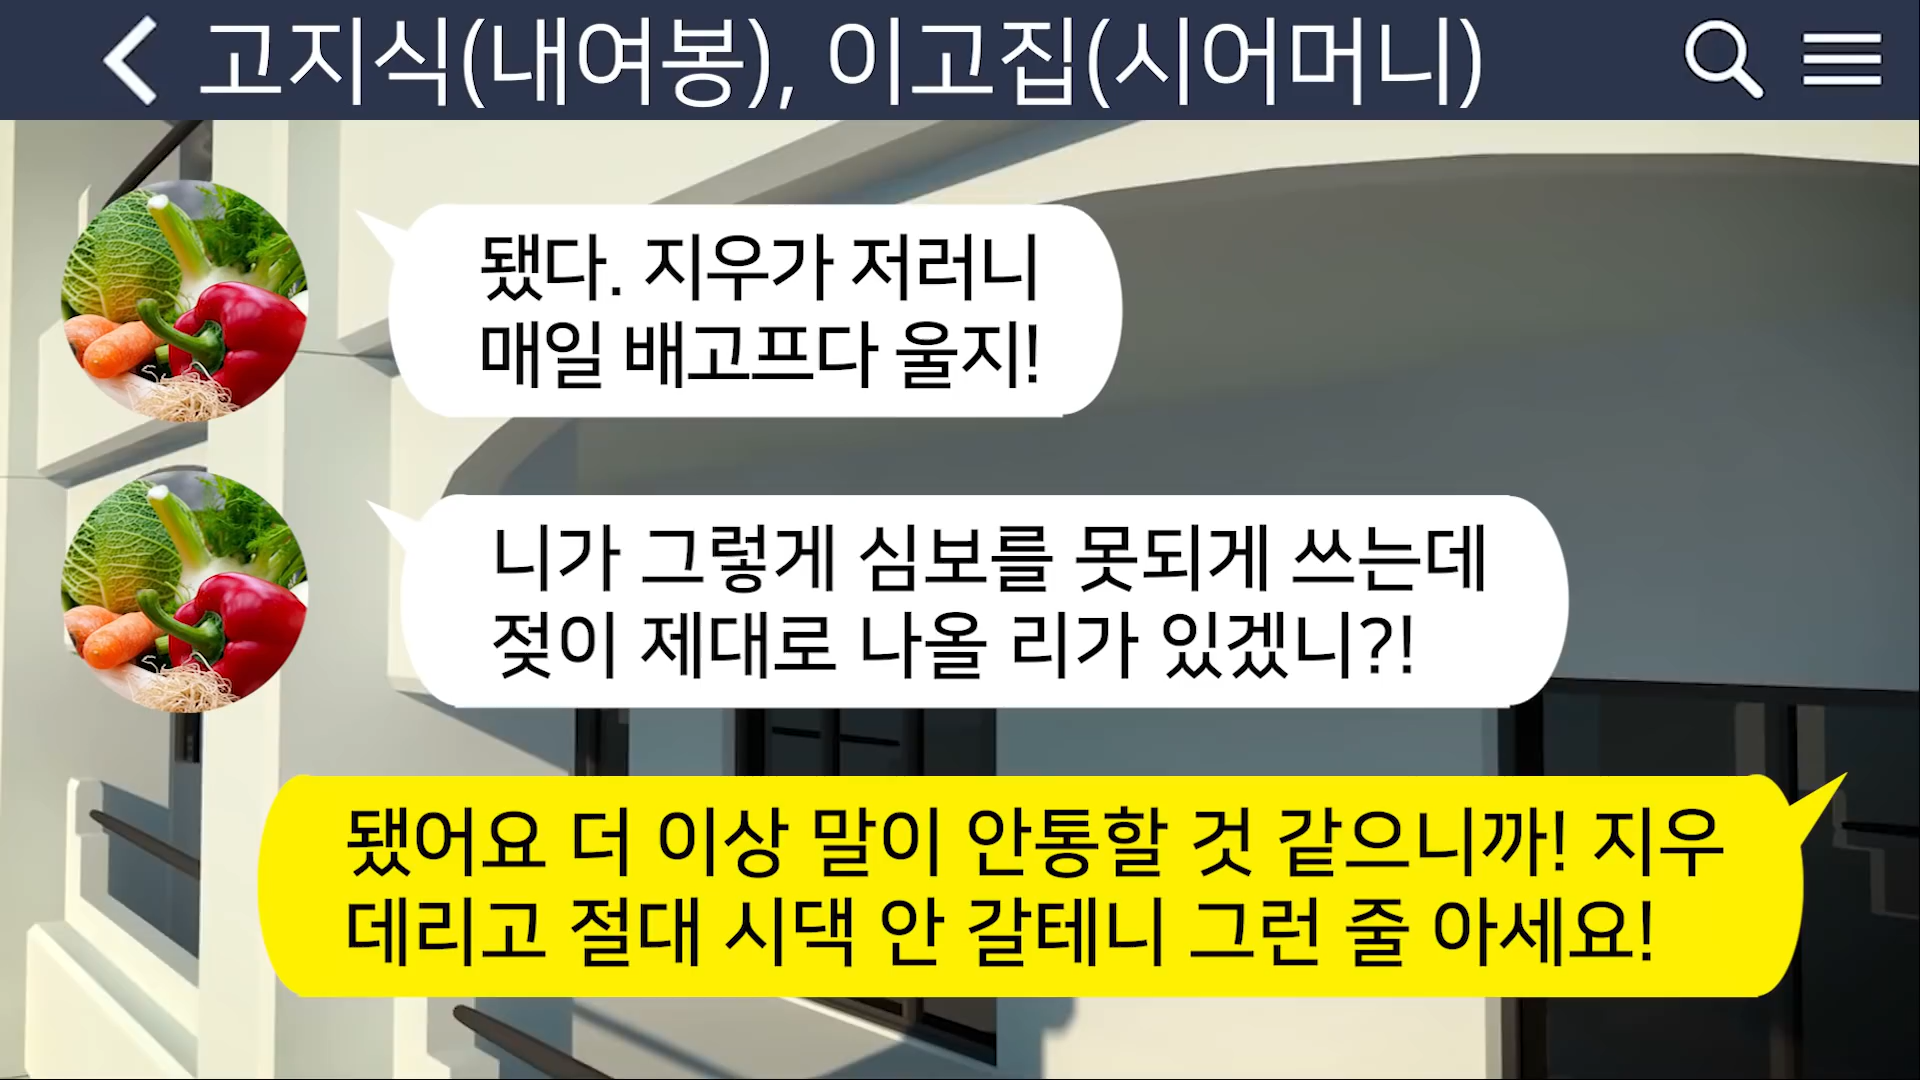 고지식(내여봉), 이고집(시어머니)
됐다. 지우가 저러니
매일 배고프다 울지!
니가 그렇게 심보를 못되게 쓰는데
젖이 제대로 나올 리가 있겠니?!
됐어요 더 이상 말이 안통할 것 같으니까! 지우
데리고 절대 시댁 안 갈테니 그런 줄 아세요!